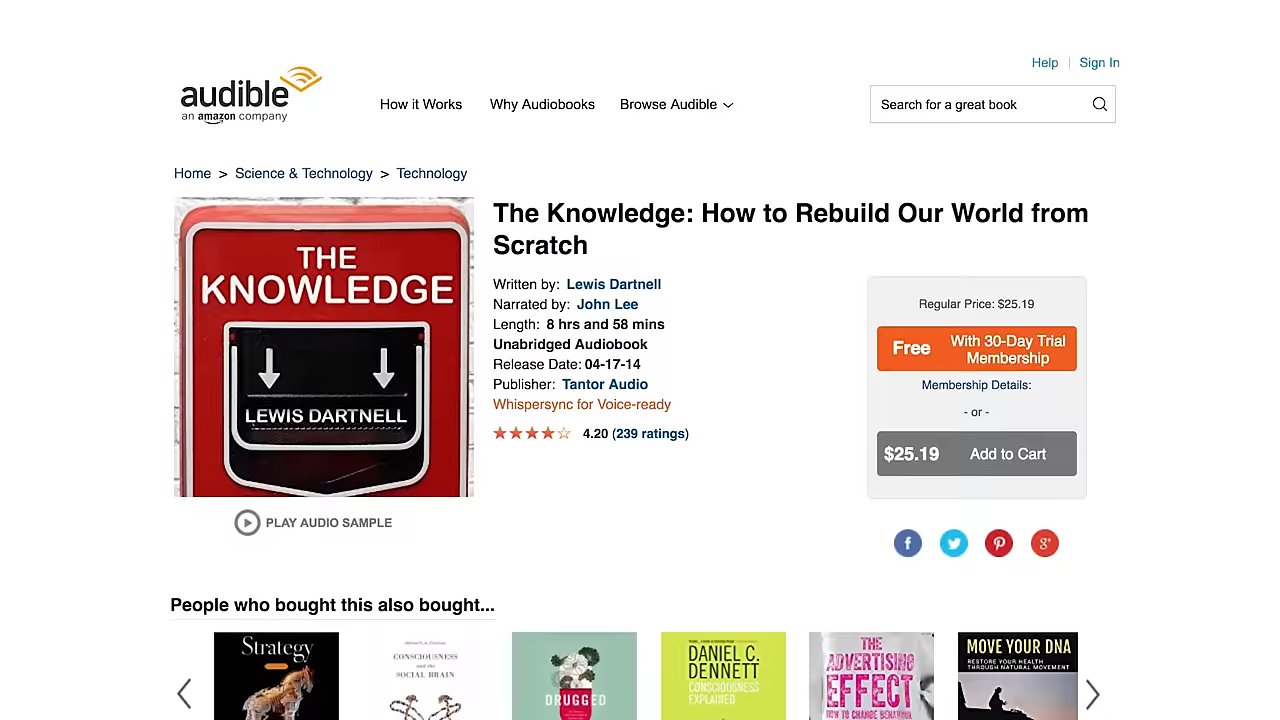 Help
Sign In
audible
an amazon company
How it Works
Why Audiobooks
Browse Audible
Search for a great book
Home > Science & Technology > Technology
THE
KNOWLEDGE
LEWIS DARTNELL
PLAY AUDIO SAMPLE
The Knowledge: How to Rebuild Our World from
Scratch
Written by: Lewis Dartnell
Narrated by: John Lee
Length: 8 hrs and 58 mins
Unabridged Audiobook
Release Date: 04-17-14
Publisher: Tantor Audio
Whispersync for Voice-ready
4.20 (239 ratings)
Regular Price: $25.19
Free
With 30-Day Trial
Membership
Membership Details:
- or -
$25.19 Add to Cart
People who bought this also bought...
Strategy
CONSCIOUSNESS
and the
SOCIAL BRAIN
DRUGGED
DANIEL C.
DENNETT
CONSCIOUSNESS
EXPLAINED
THE
ADVERTISING
EFFECT
HOW TO CHANGE BEHAVIOUR
MOVE YOUR DNA
RESTORE YOUR HEALTH
THROUGH NATURAL MOVEMENT